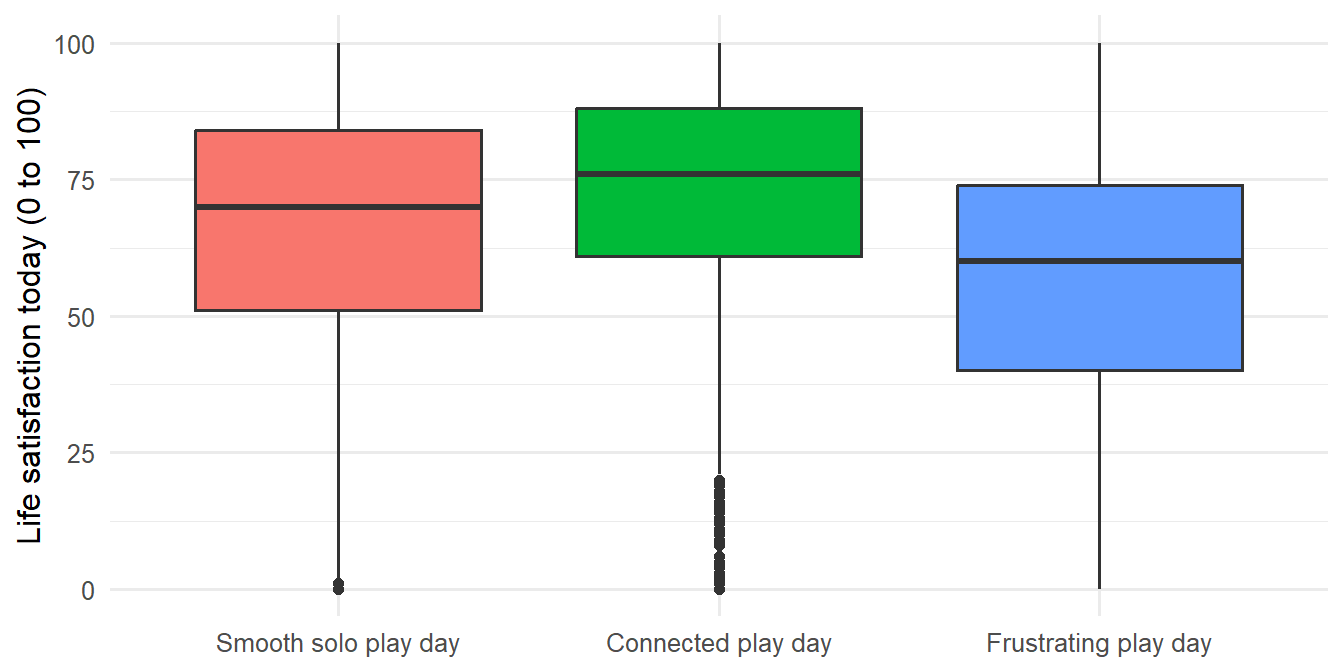 Life satisfaction today (0 to 100)
100
75
50
25
0
Smooth solo play day
Connected play day
Frustrating play day